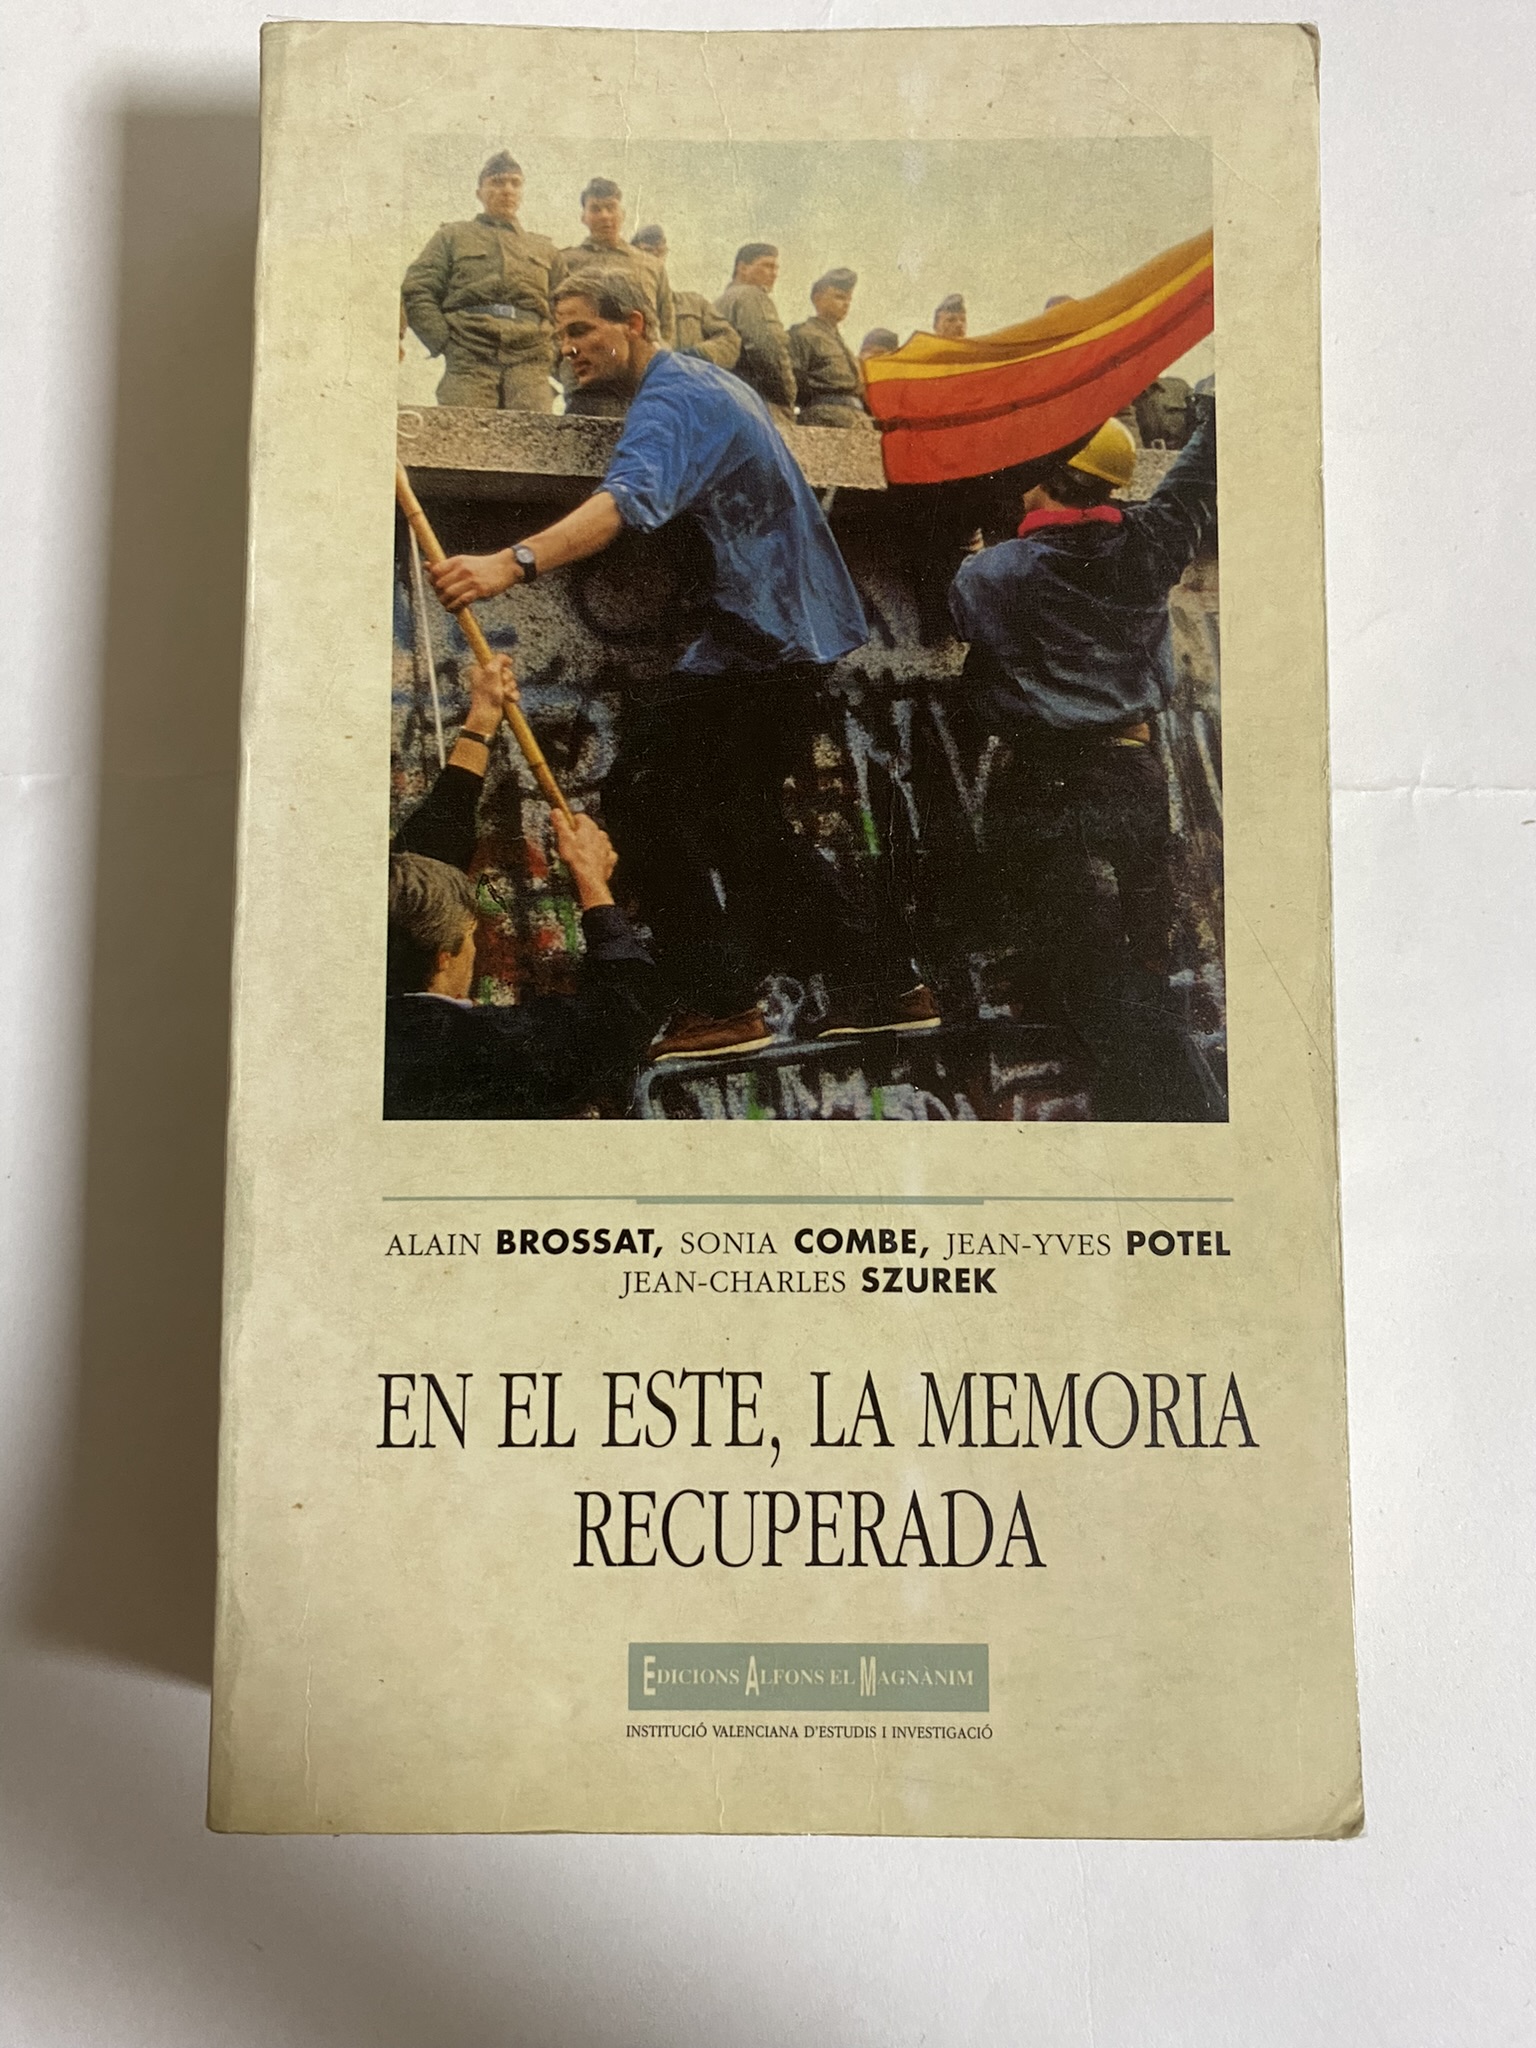 ALAIN BROSSAT, SONIA COMBE, JEAN-YVES POTEL
JEAN-CHARLES SZUREK
EN EL ESTE, LA MEMORIA
RECUPERADA
EDICIONS ALFONS EL MAGNÀNIM
INSTITUCIÓ VALENCIANA D'ESTUDIS I INVESTIGACIÓ